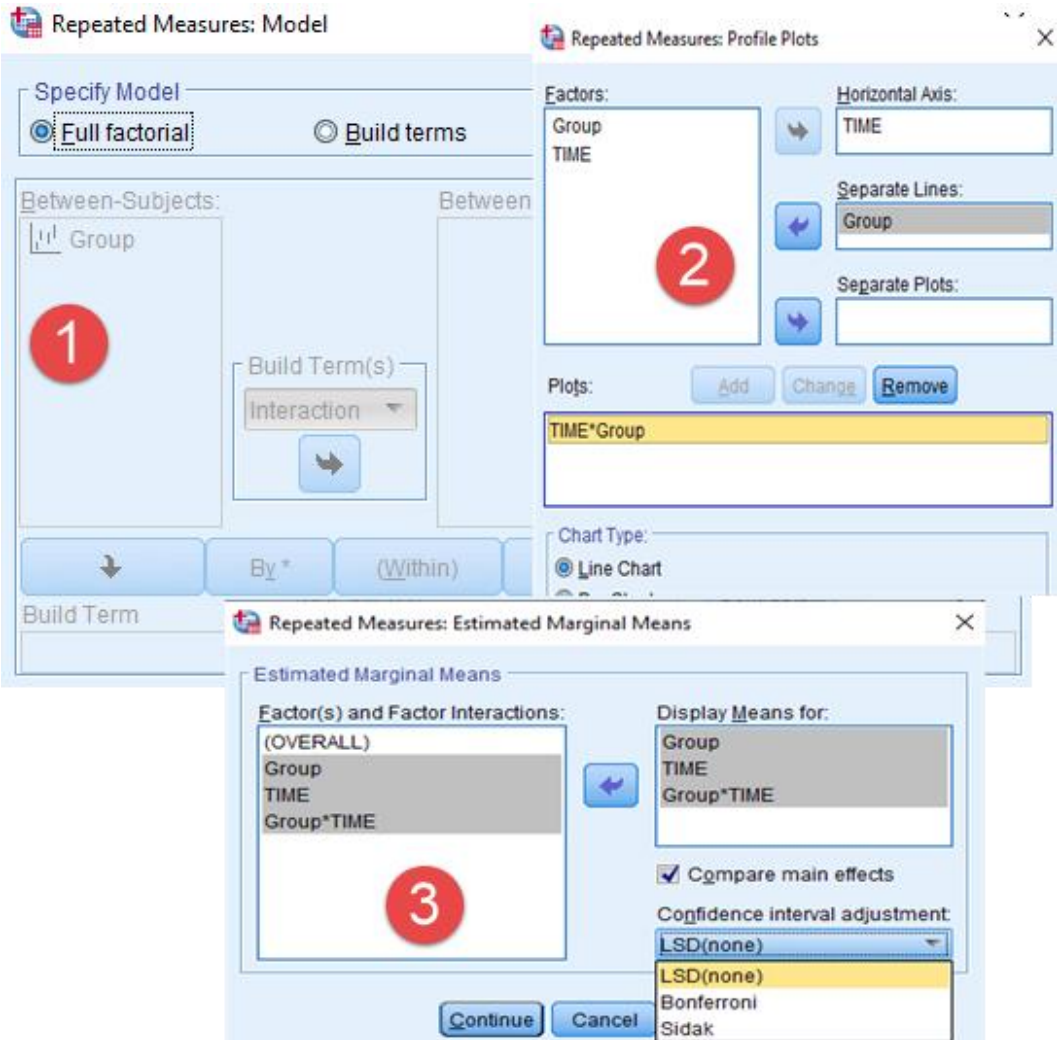 Repeated Measures: Model
Specify Model
Full factorial
Build terms
Between-Subjects:
Between
Group
1
Build Term(s)
Interaction
By *
(Within)
Build Term
Repeated Measures: Profile Plots
Factors:
Group
TIME
Horizontal Axis:
TIME
Separate Lines:
Group
Separate Plots:
2
Plots:
Add
Change
Remove
TIME*Group
Chart Type:
Line Chart
Repeated Measures: Estimated Marginal Means
Estimated Marginal Means
Factor(s) and Factor Interactions:
(OVERALL)
Group
TIME
Group*TIME
3
Display Means for:
Group
TIME
Group*TIME
Compare main effects
Confidence interval adjustment:
LSD(none)
LSD(none)
Bonferroni
Sidak
Continue
Cancel